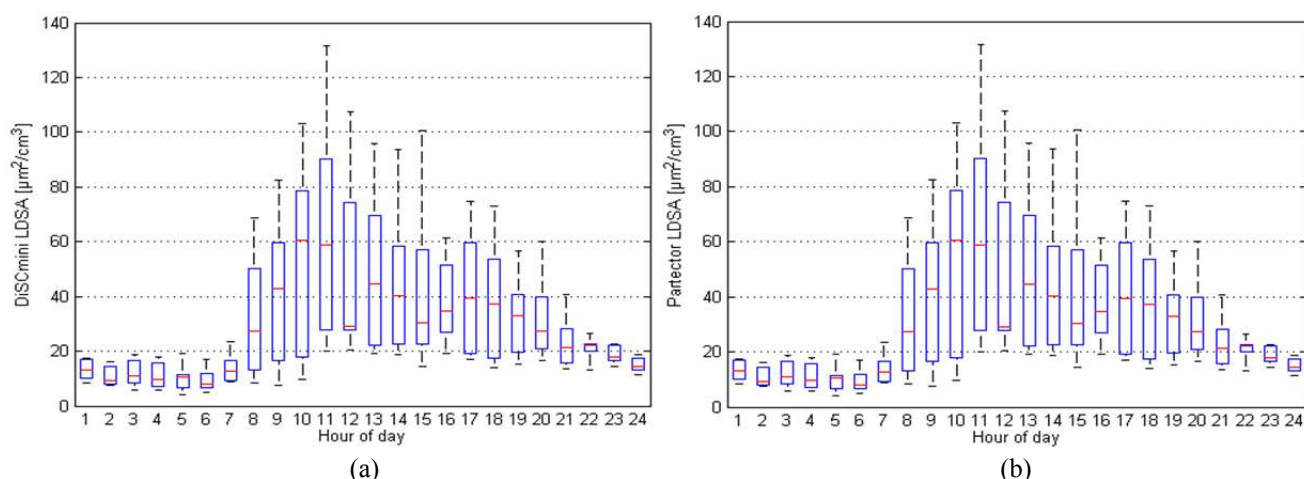 140
120
100
80
60
40
20
0
DiSCmini LDSA [µm²/cm³]
1 2 3 4 5 6 7 8 9 10 11 12 13 14 15 16 17 18 19 20 21 22 23 24
Hour of day
(a)
140
120
100
80
60
40
20
0
Partector LDSA [µm²/cm³]
1 2 3 4 5 6 7 8 9 10 11 12 13 14 15 16 17 18 19 20 21 22 23 24
Hour of day
(b)